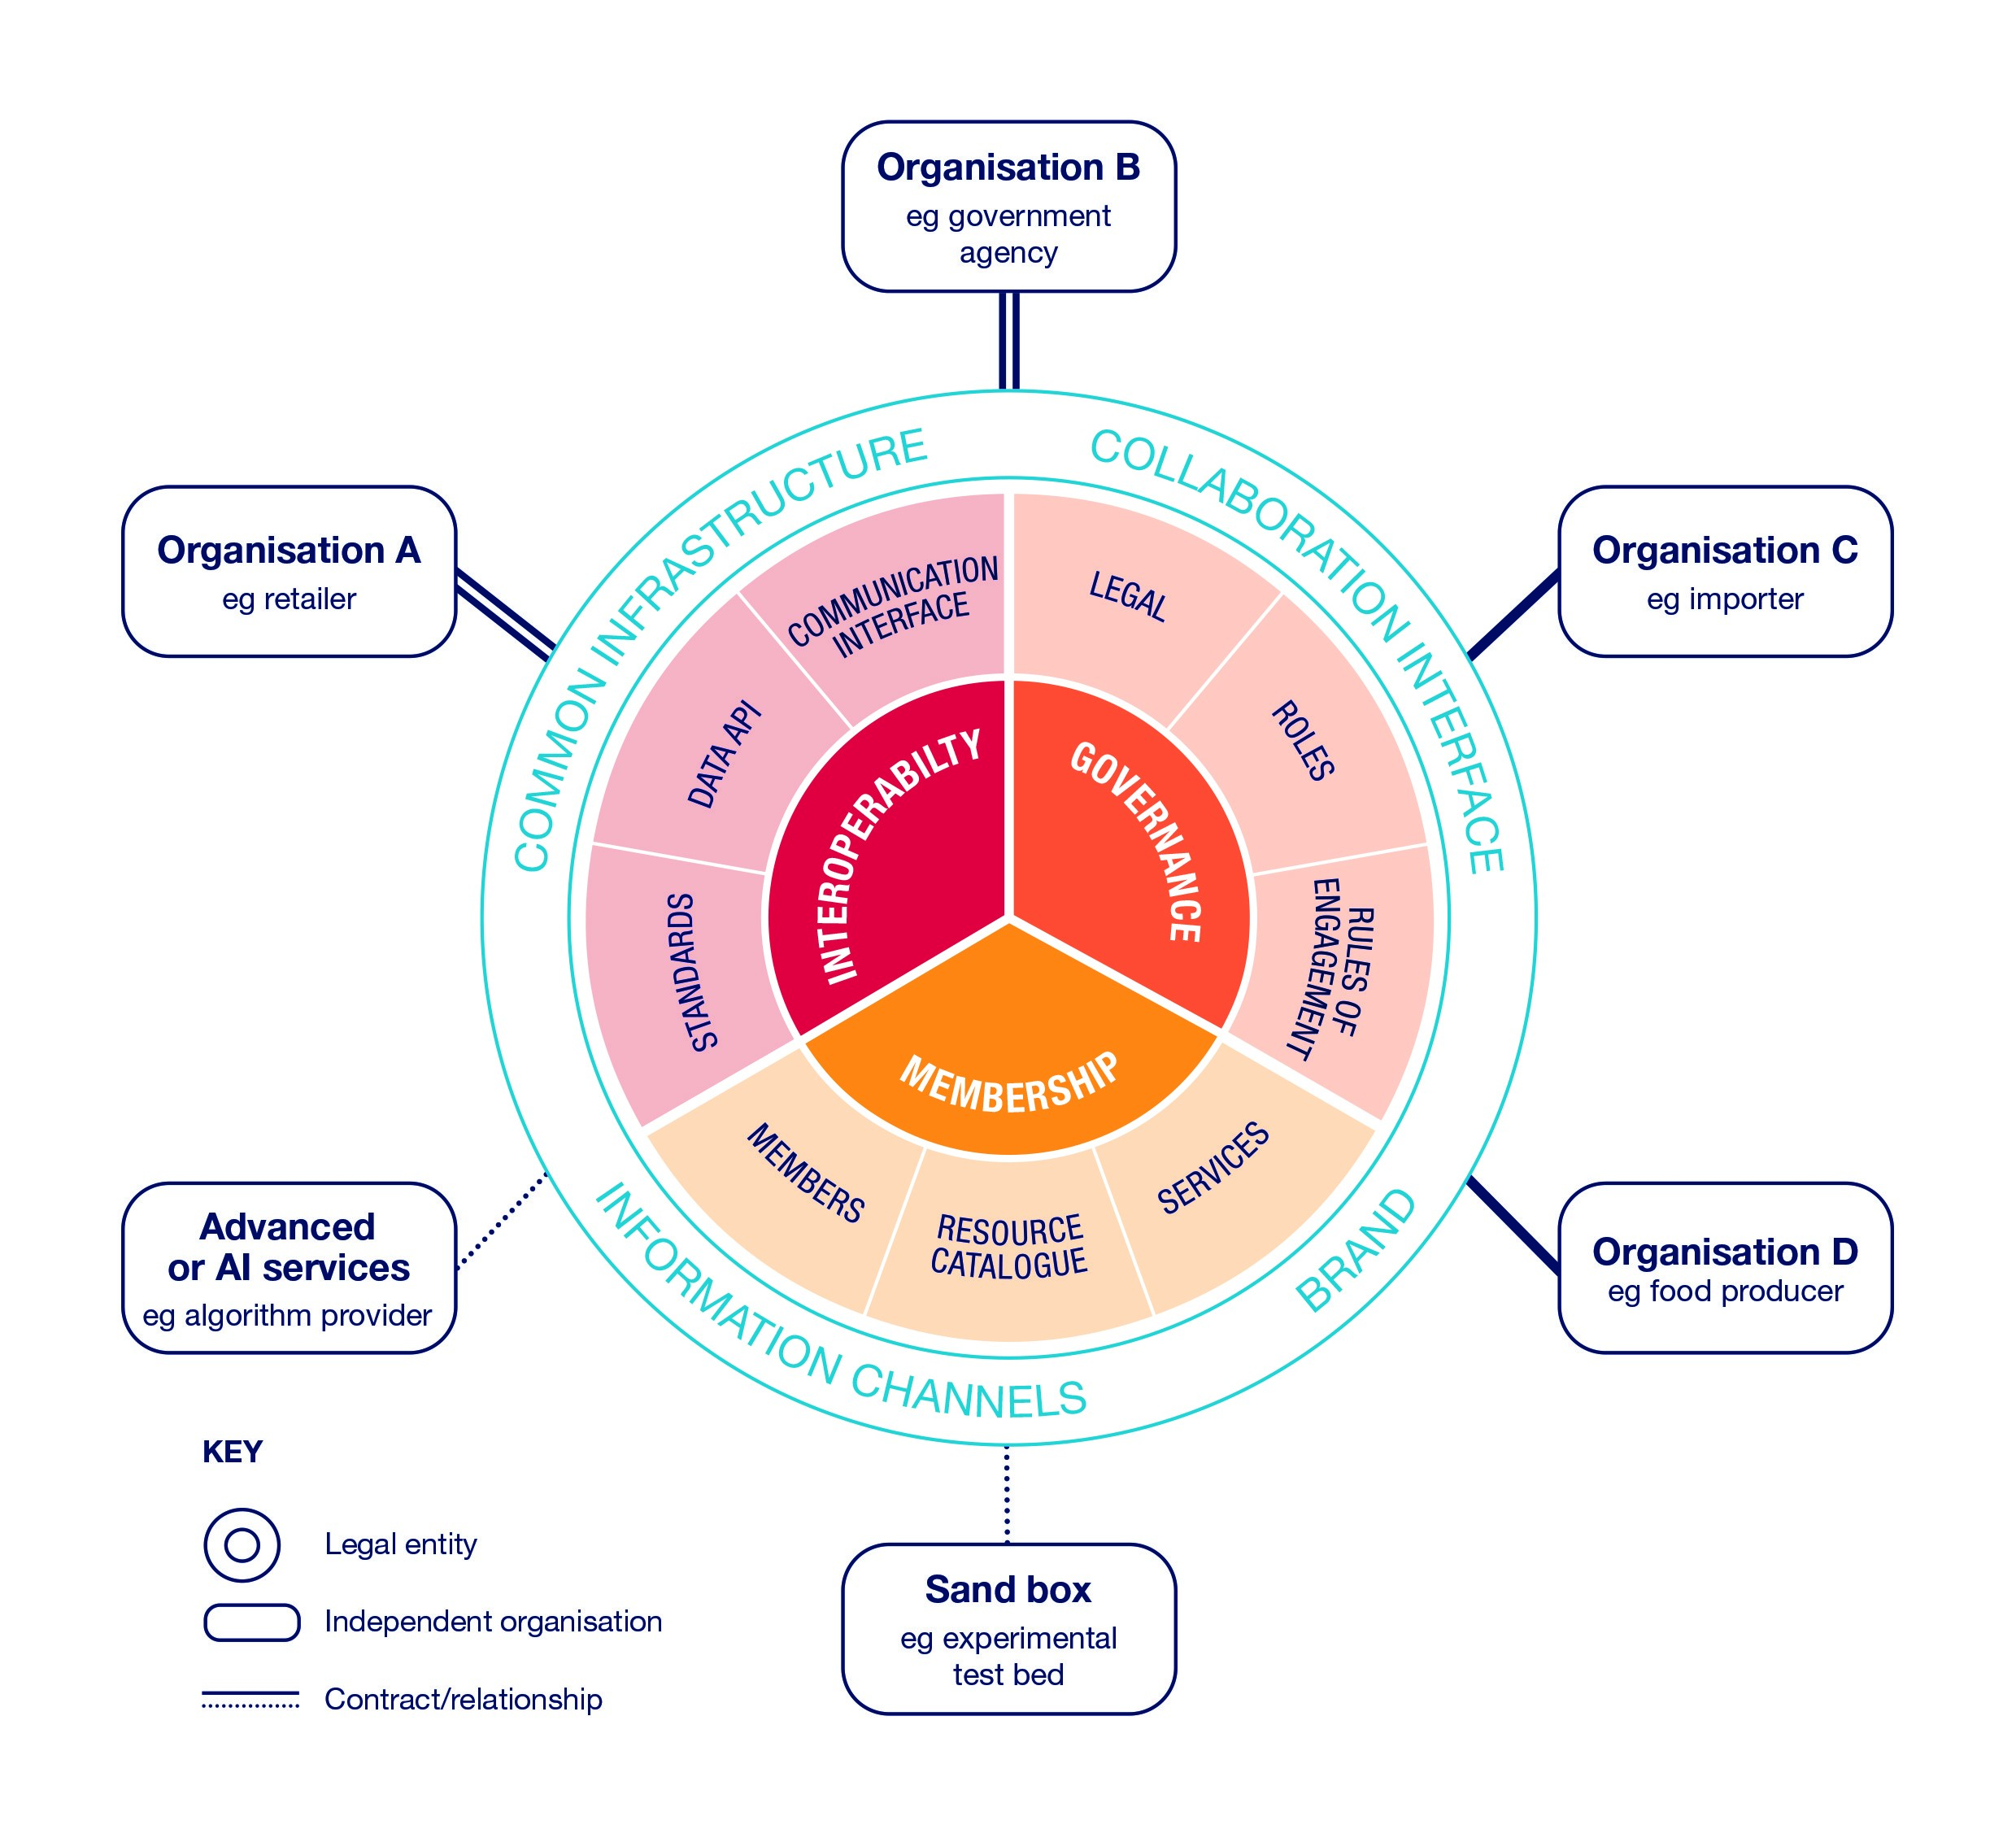 Organisation B
eg government
agency
Organisation A
eg retailer
Organisation C
eg importer
COMMON INFRASTRUCTURE
COLLABORATION INTERFACE
COMMUNICATION
INTERFACE
LEGAL
DATA API
ROLES
STANDARDS
RULES OF
ENGAGEMENT
INTEROPERABILTY
GOVERNANCE
MEMBERSHIP
MEMBERS
RESOURCE
CATALOGUE
SERVICES
INFORMATION CHANNELS
BRAND
Advanced
or AI services
eg algorithm provider
Organisation D
eg food producer
Sand box
eg experimental
test bed
KEY
Legal entity
Independent organisation
Contract/relationship